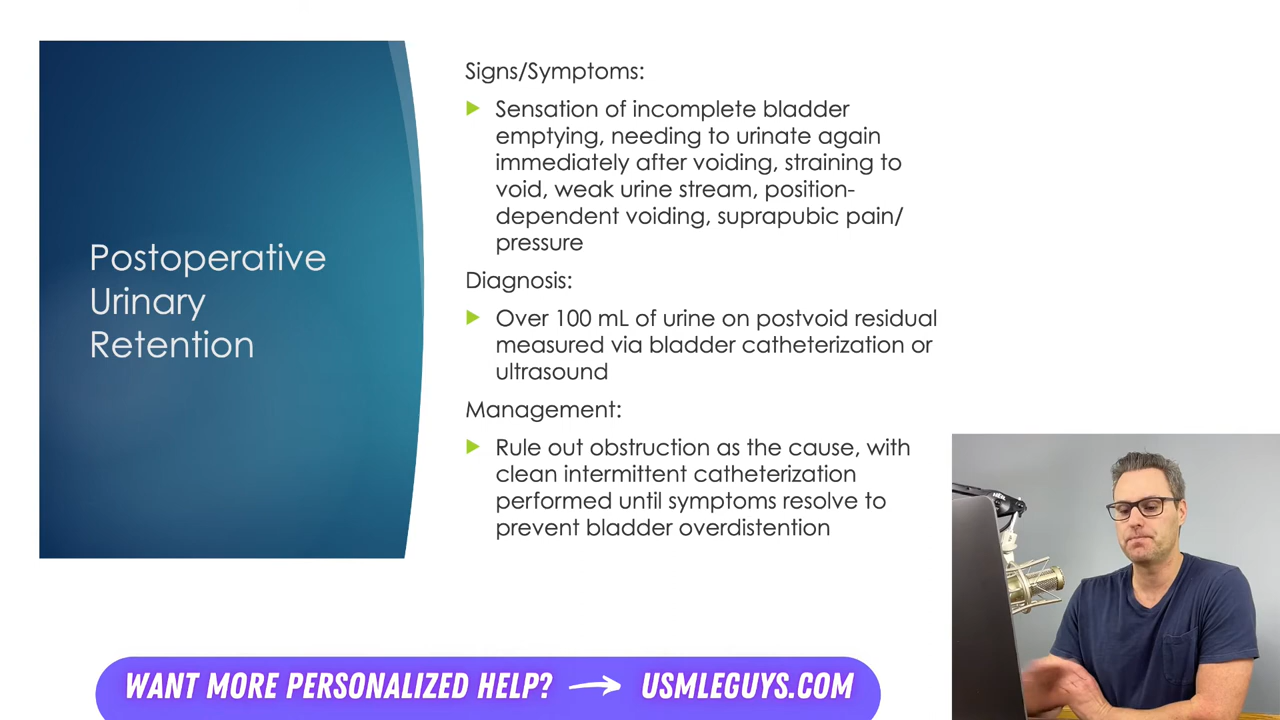 Postoperative
Urinary
Retention
Signs/Symptoms:
Sensation of incomplete bladder
emptying, needing to urinate again
immediately after voiding, straining to
void, weak urine stream, position-
dependent voiding, suprapubic pain/
pressure
Diagnosis:
Over 100 mL of urine on postvoid residual
measured via bladder catheterization or
ultrasound
Management:
Rule out obstruction as the cause, with
clean intermittent catheterization
performed until symptoms resolve to
prevent bladder overdistention
WANT MORE PERSONALIZED HELP? → USMLEGUYS.COM